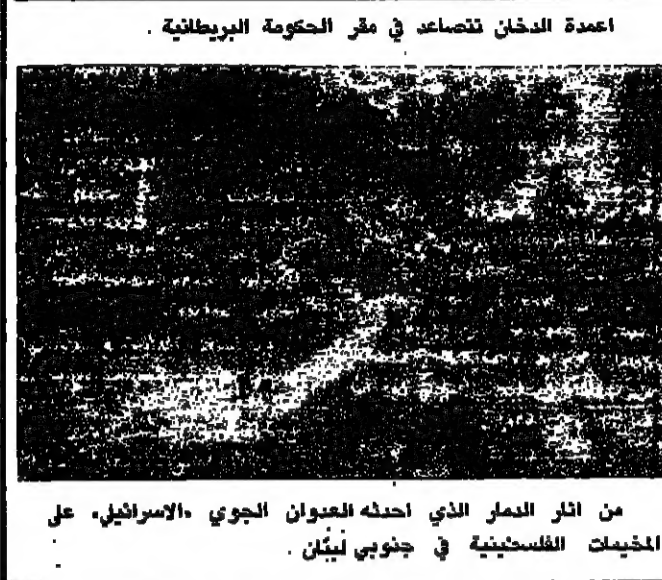 اعمدة الدخان تتصاعد في مقر الحكومة البريطانية .
من اثار الدمار الذي احدثه العدوان الجوي «الاسرائيلي» على
المخيمات الفلسطينية في جنوبي لبنان .